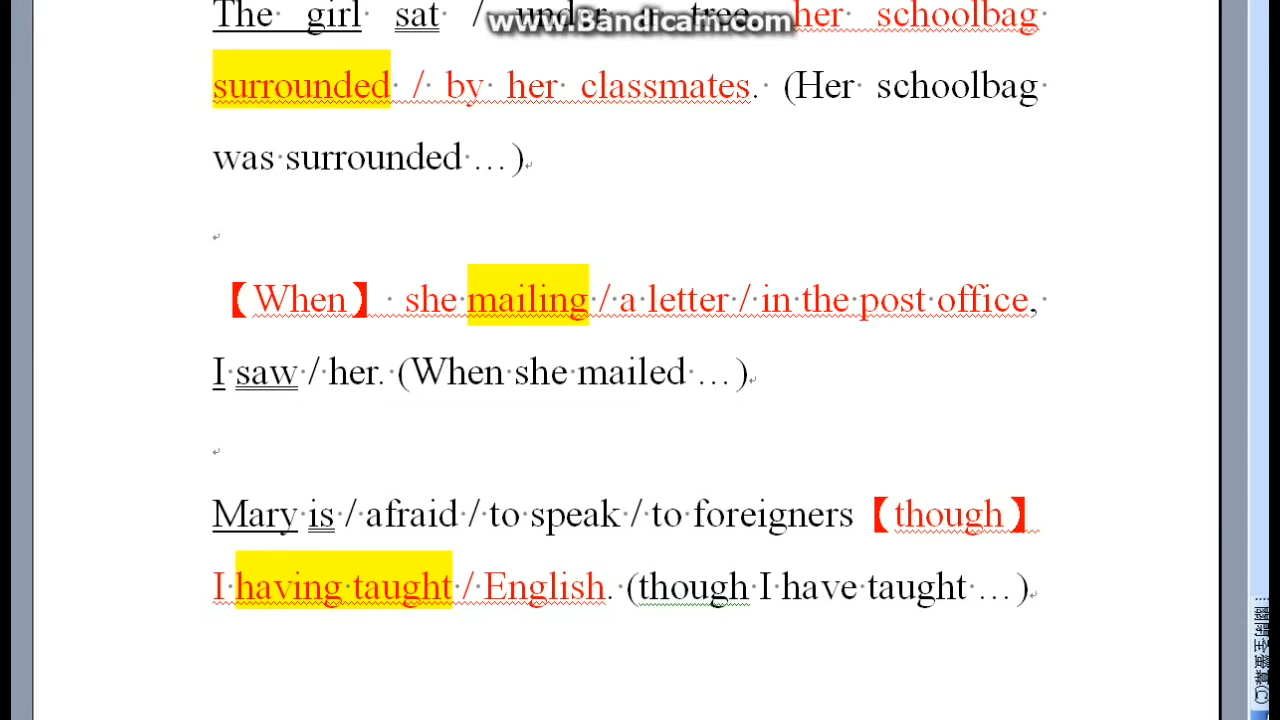 The girl sat / under a tree her schoolbag
www.Bandicam.com
surrounded / by her classmates. (Her schoolbag
was surrounded …)
【When】 she mailing / a letter / in the post office,
I saw / her. (When she mailed …)
Mary is / afraid / to speak / to foreigners 【though】
I having taught / English. (though I have taught …)